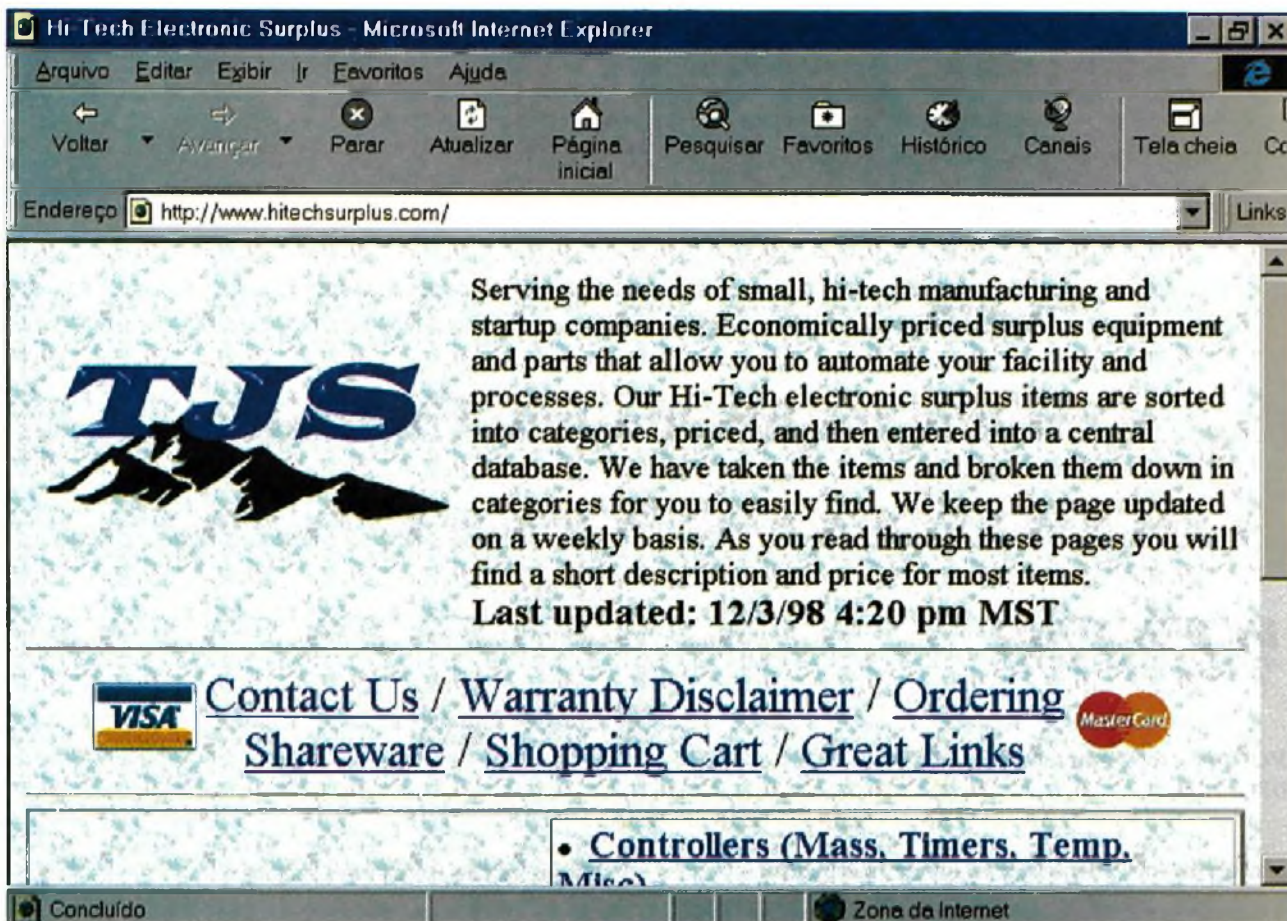 Hi-Tech Electronic Surplus - Microsoft Internet Explorer
Arquivo Editar Exibir Ir Favoritos Ajuda
Voltar Avançar Parar Atualizar Página inicial Pesquisar Favoritos Histórico Canais Tela cheia
Endereço http://www.hitechsurplus.com/ Links
TJS
Serving the needs of small, hi-tech manufacturing and
startup companies. Economically priced surplus equipment
and parts that allow you to automate your facility and
processes. Our Hi-Tech electronic surplus items are sorted
into categories, priced, and then entered into a central
database. We have taken the items and broken them down in
categories for you to easily find. We keep the page updated
on a weekly basis. As you read through these pages you will
find a short description and price for most items.
Last updated: 12/3/98 4:20 pm MST
VISA Contact Us / Warranty Disclaimer / Ordering MasterCard
Shareware / Shopping Cart / Great Links
• Controllers (Mass, Timers, Temp,
Misc)
Concluído Zona da Internet